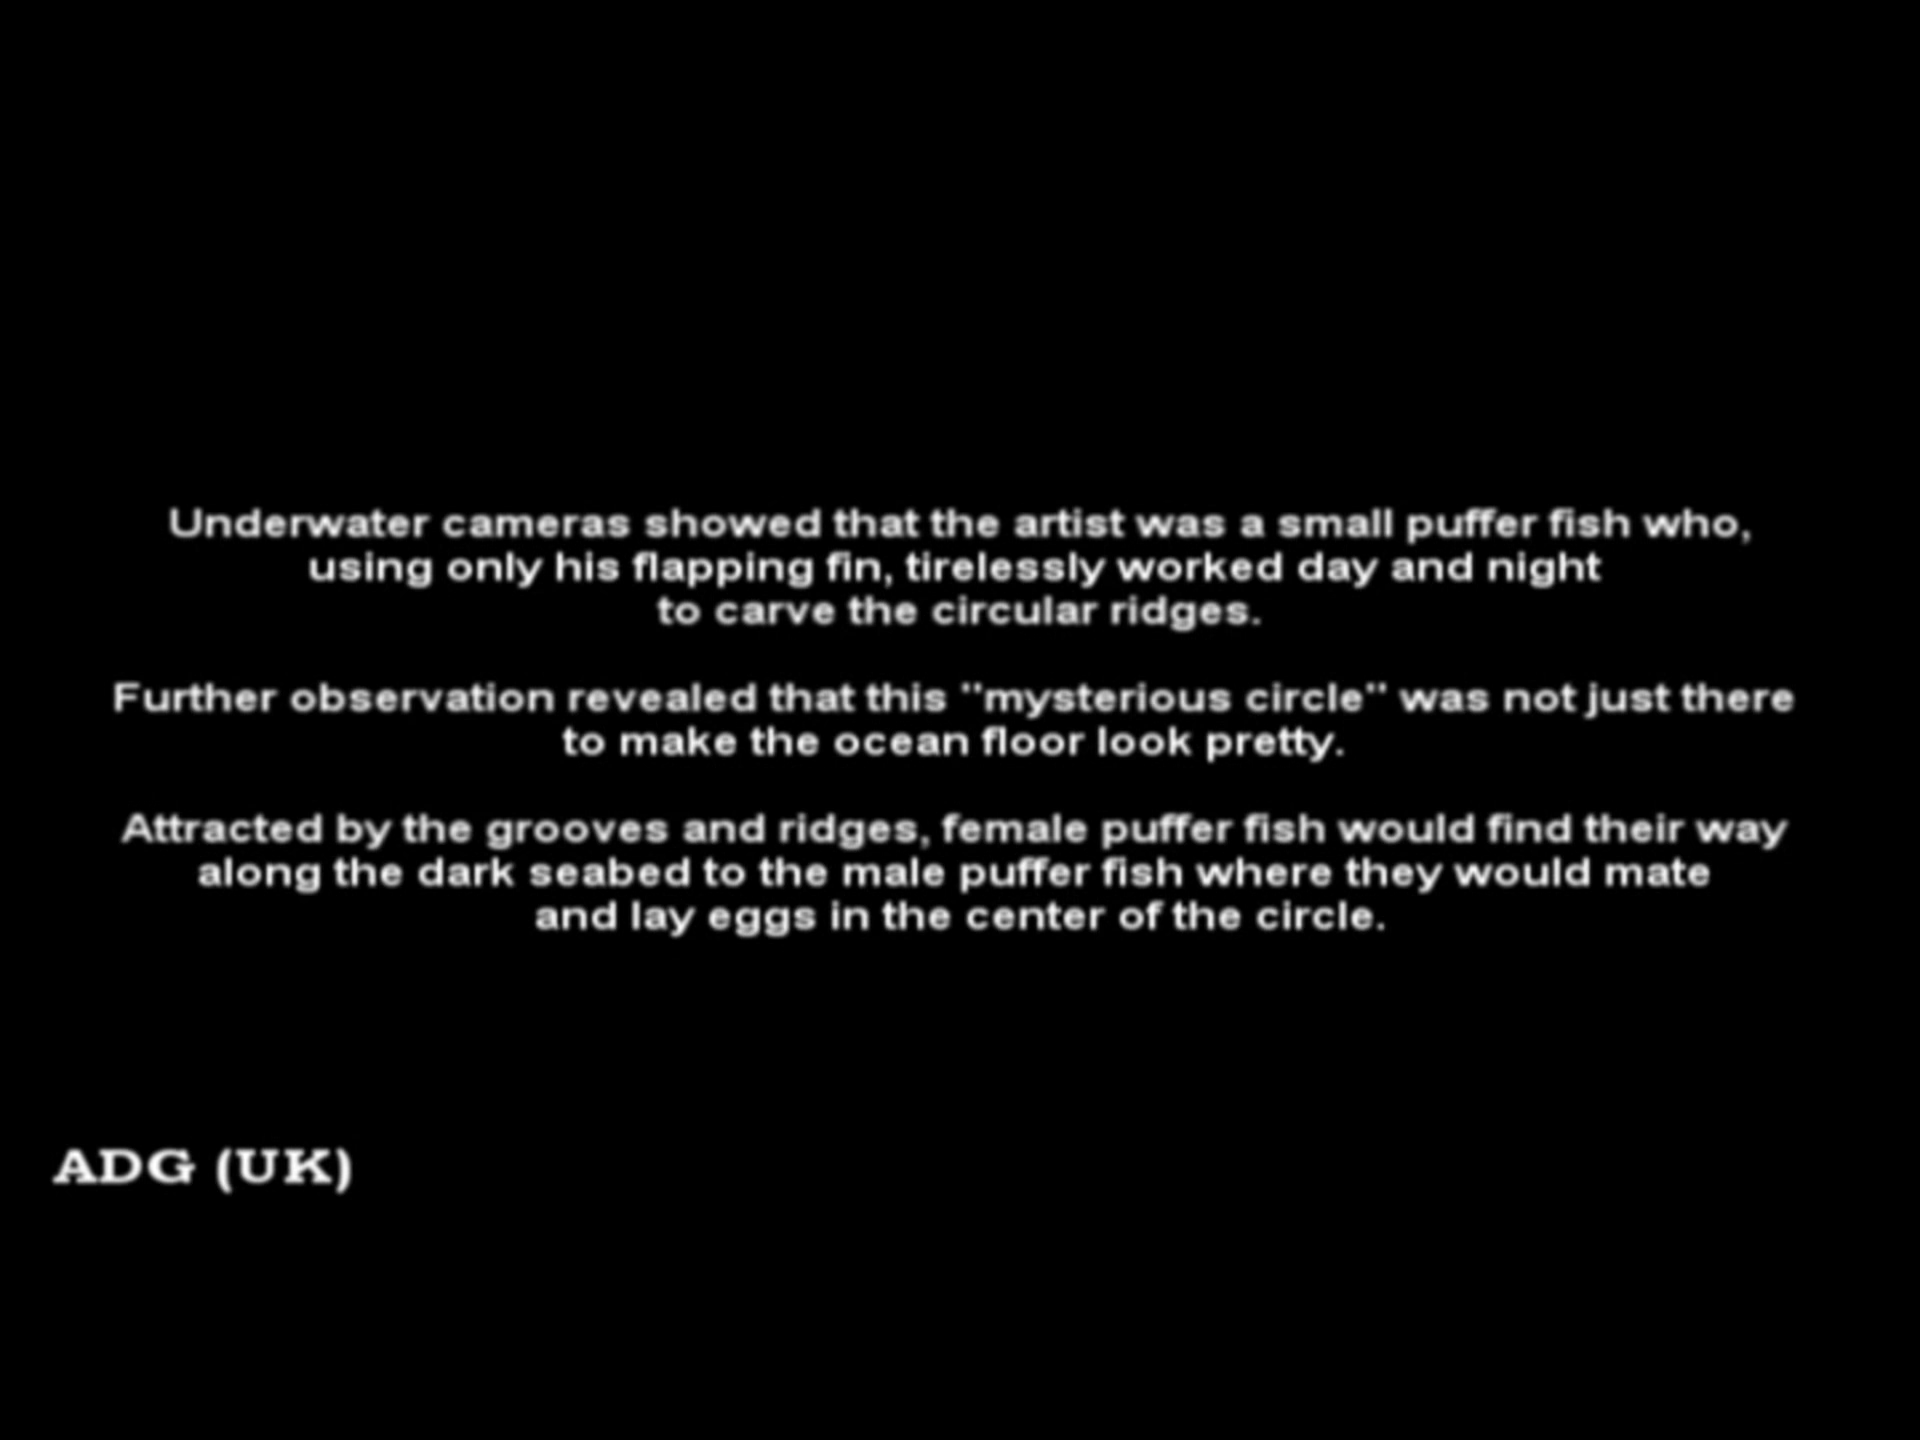 Underwater cameras showed that the artist was a small puffer fish who,
using only his flapping fin, tirelessly worked day and night
to carve the circular ridges.
Further observation revealed that this "mysterious circle" was not just there
to make the ocean floor look pretty.
Attracted by the grooves and ridges, female puffer fish would find their way
along the dark seabed to the male puffer fish where they would mate
and lay eggs in the center of the circle.
ADG (UK)